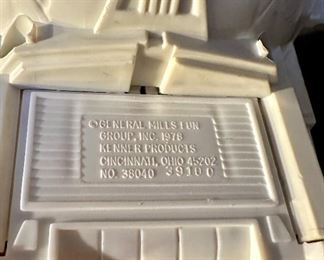 ©GENERAL MILLS FUN
GROUP, INC. 1978
KENNER PRODUCTS
CINCINNATI, OHIO 45202
NO. 38040 39100